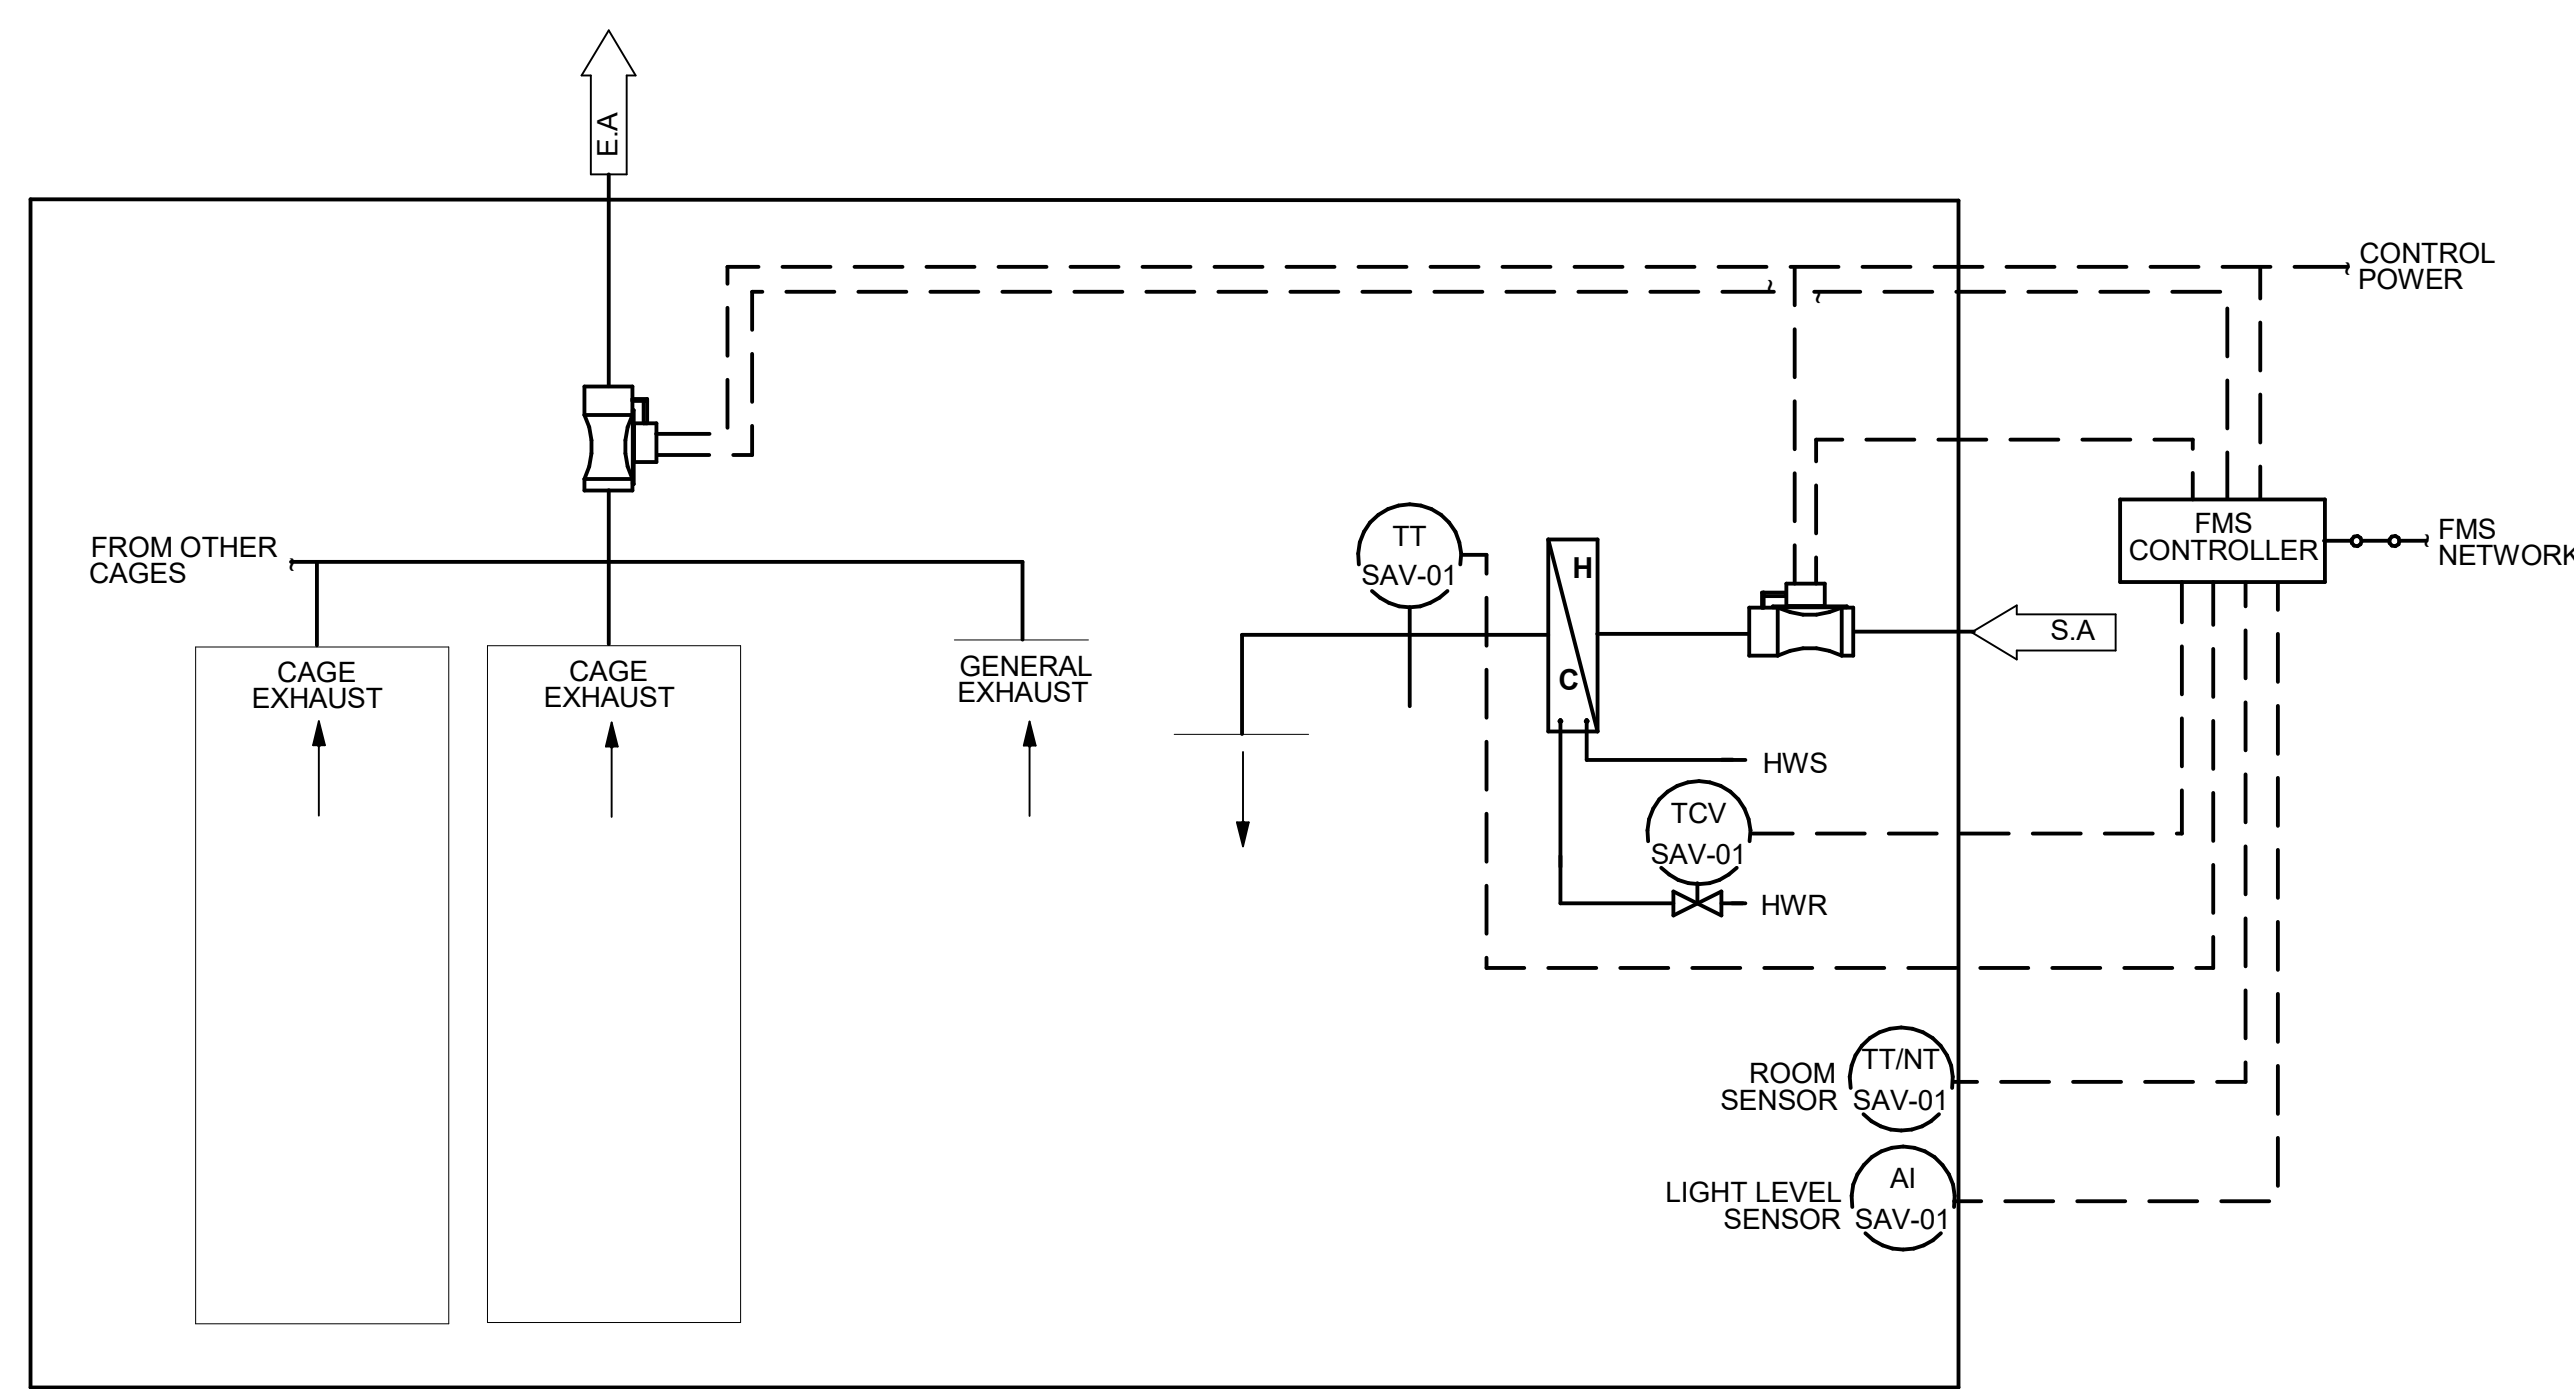 E.A
CONTROL
POWER
FMS
CONTROLLER
FMS
NETWORK
FROM OTHER
CAGES
TT
SAV-01
H
C
S.A
CAGE
EXHAUST
CAGE
EXHAUST
GENERAL
EXHAUST
HWS
TCV
SAV-01
HWR
ROOM
SENSOR
TT/NT
SAV-01
LIGHT LEVEL
SENSOR
AI
SAV-01